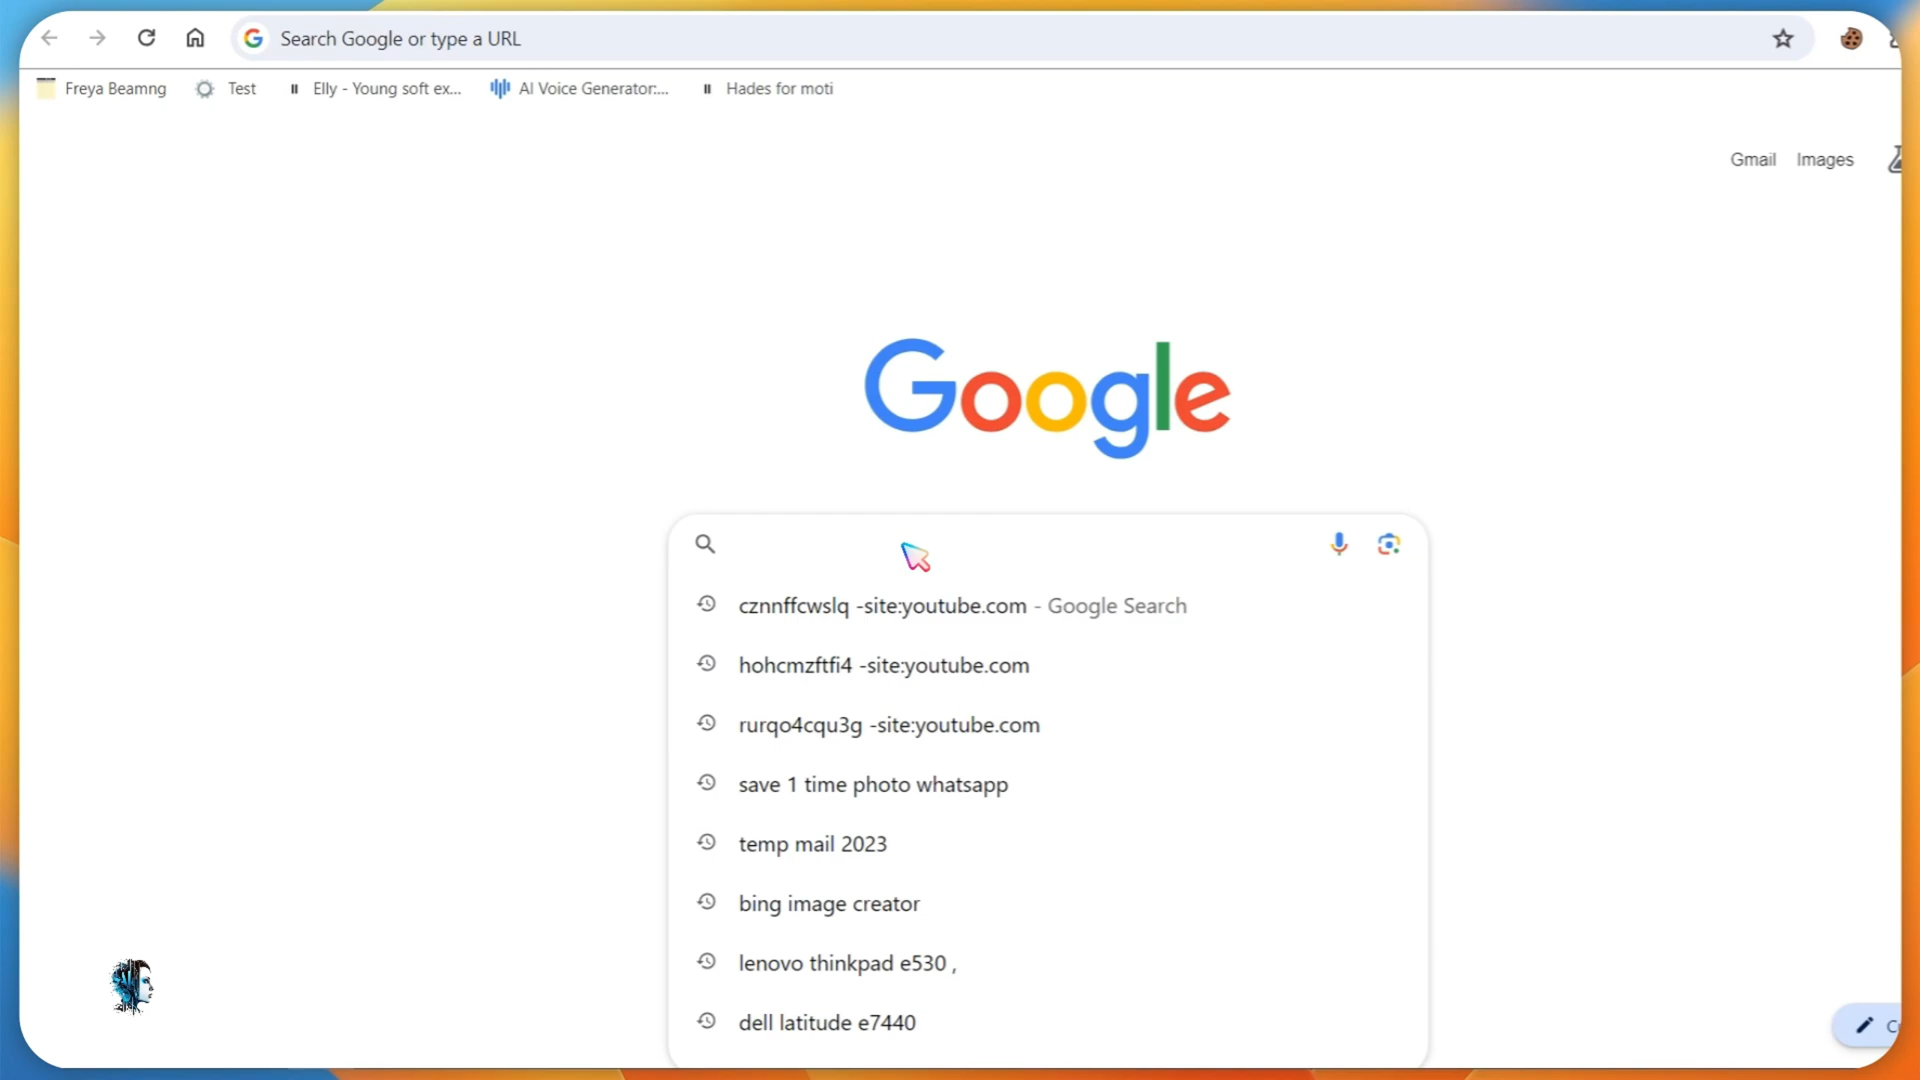 Search Google or type a URL
Freya Beamng Test Elly - Young soft ex... AI Voice Generator:... Hades for moti
Gmail Images
Google
cznnffcwslq -site:youtube.com - Google Search
hohcmzftfi4 -site:youtube.com
rurqo4cqu3g -site:youtube.com
save 1 time photo whatsapp
temp mail 2023
bing image creator
lenovo thinkpad e530 ,
dell latitude e7440